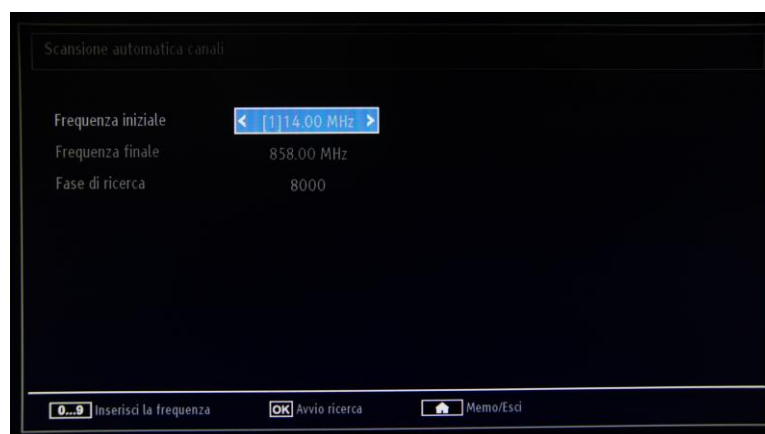 Scansione automatica canali
Frequenza iniziale < [1]14.00 MHz >
Frequenza finale 858.00 MHz
Fase di ricerca 8000
0...9 Inserisci la frequenza OK Avvio ricerca Memo/Esci